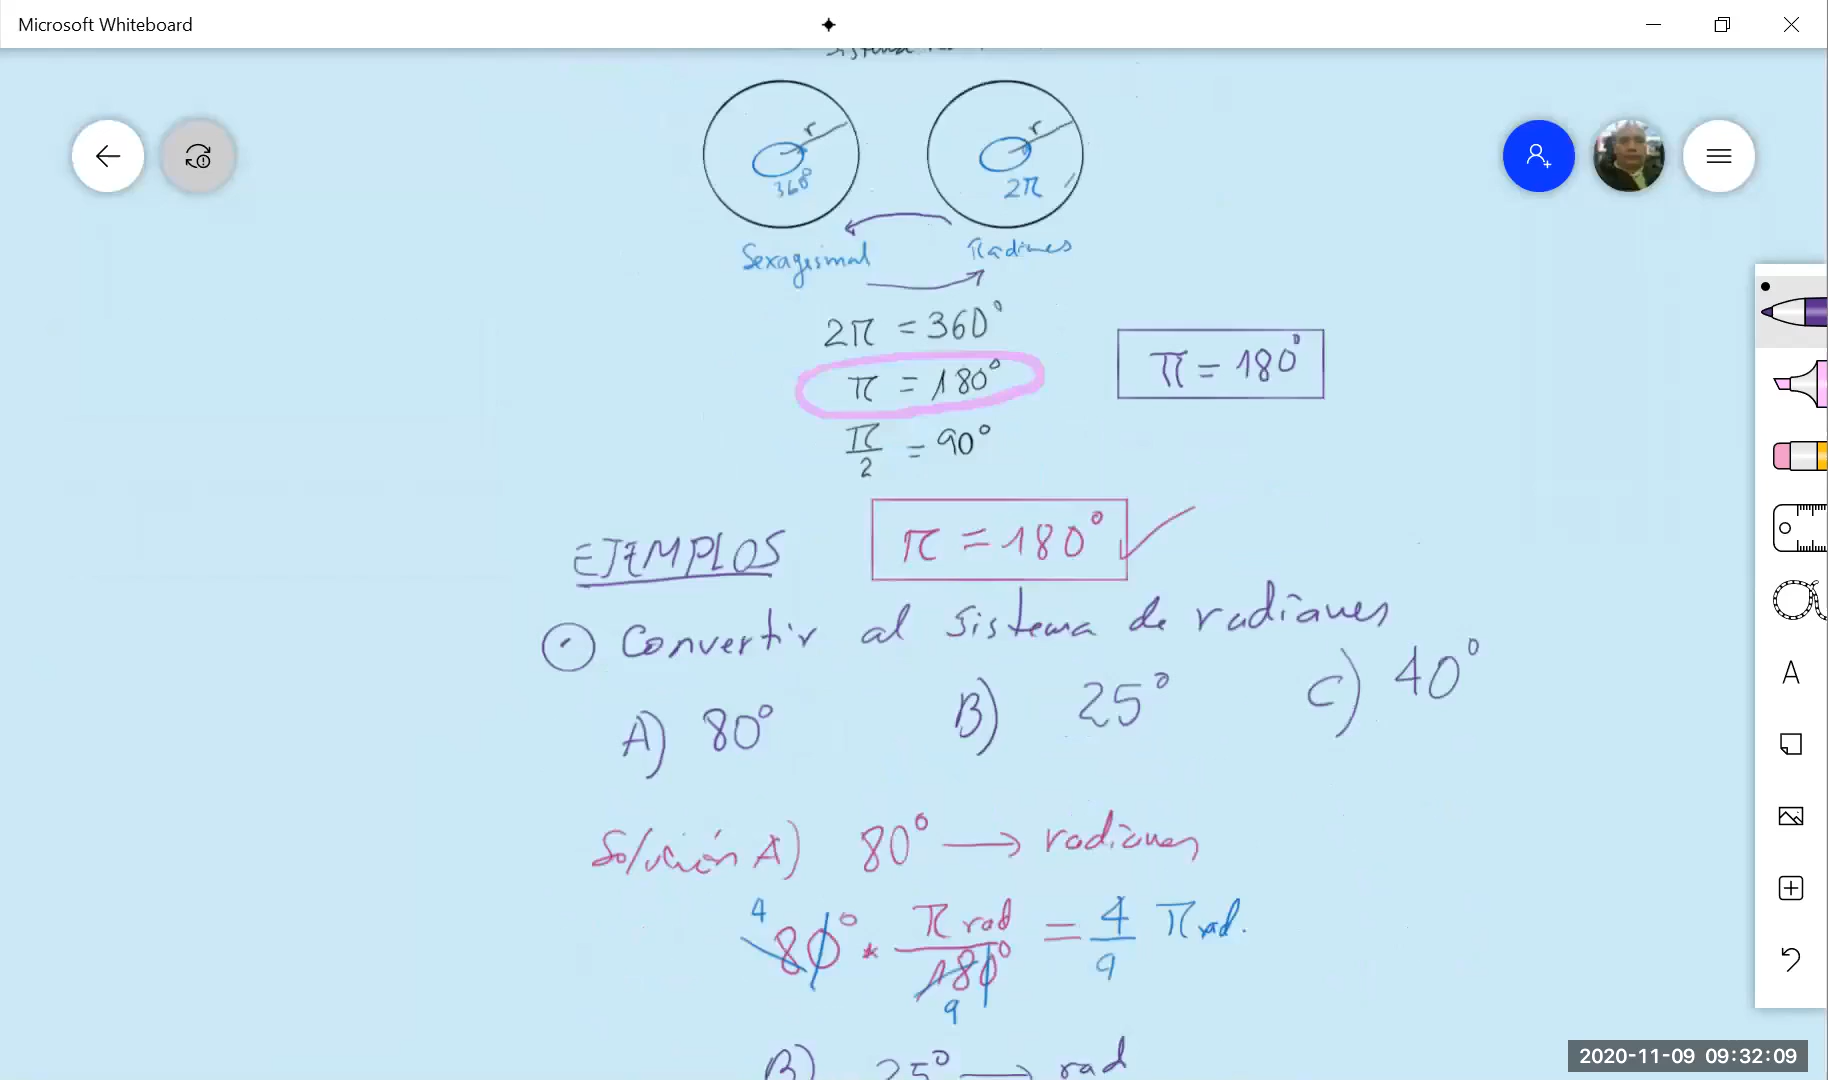 Microsoft Whiteboard
sistema
r
r
360°
2π
Sexagesimal
Radianes
2π = 360°
π = 180°
π = 180°
π/2 = 90°
EJEMPLOS
π = 180°
Convertir al sistema de radianes
A) 80° B) 25° C) 40°
Solución A) 80° → radianes
4 80° * π rad / 180° 9 = 4/9 π rad.
B) 25° → rad
A
2020-11-09 09:32:09